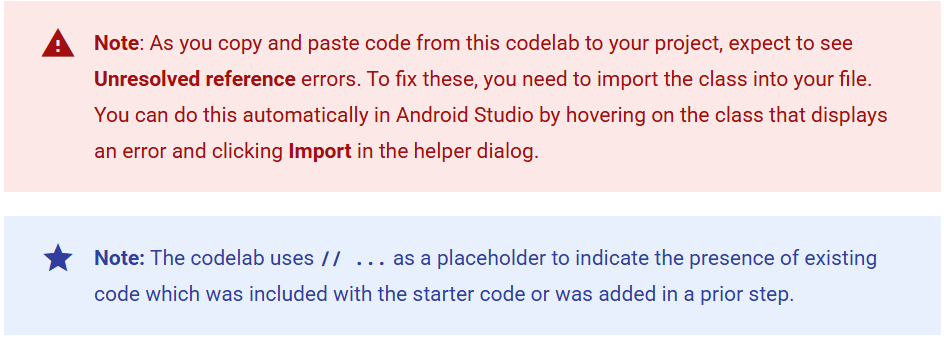 Note: As you copy and paste code from this codelab to your project, expect to see
Unresolved reference errors. To fix these, you need to import the class into your file.
You can do this automatically in Android Studio by hovering on the class that displays
an error and clicking Import in the helper dialog.
Note: The codelab uses // ... as a placeholder to indicate the presence of existing
code which was included with the starter code or was added in a prior step.